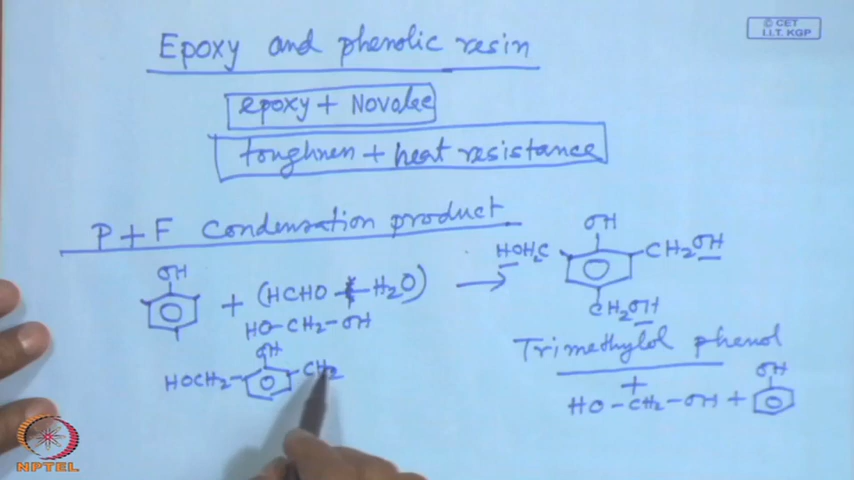 © CET
I.I.T. KGP
Epoxy and phenolic resin
epoxy + Novolac
toughness + heat resistance
P + F Condensation product
OH
+ (HCHO + H2O) →
HO-CH2-OH
OH
HOH2C
CH2OH
CH2OH
Trimethylol phenol
+
HO-CH2-OH +
OH
OH
HOCH2
CH2
NPTEL